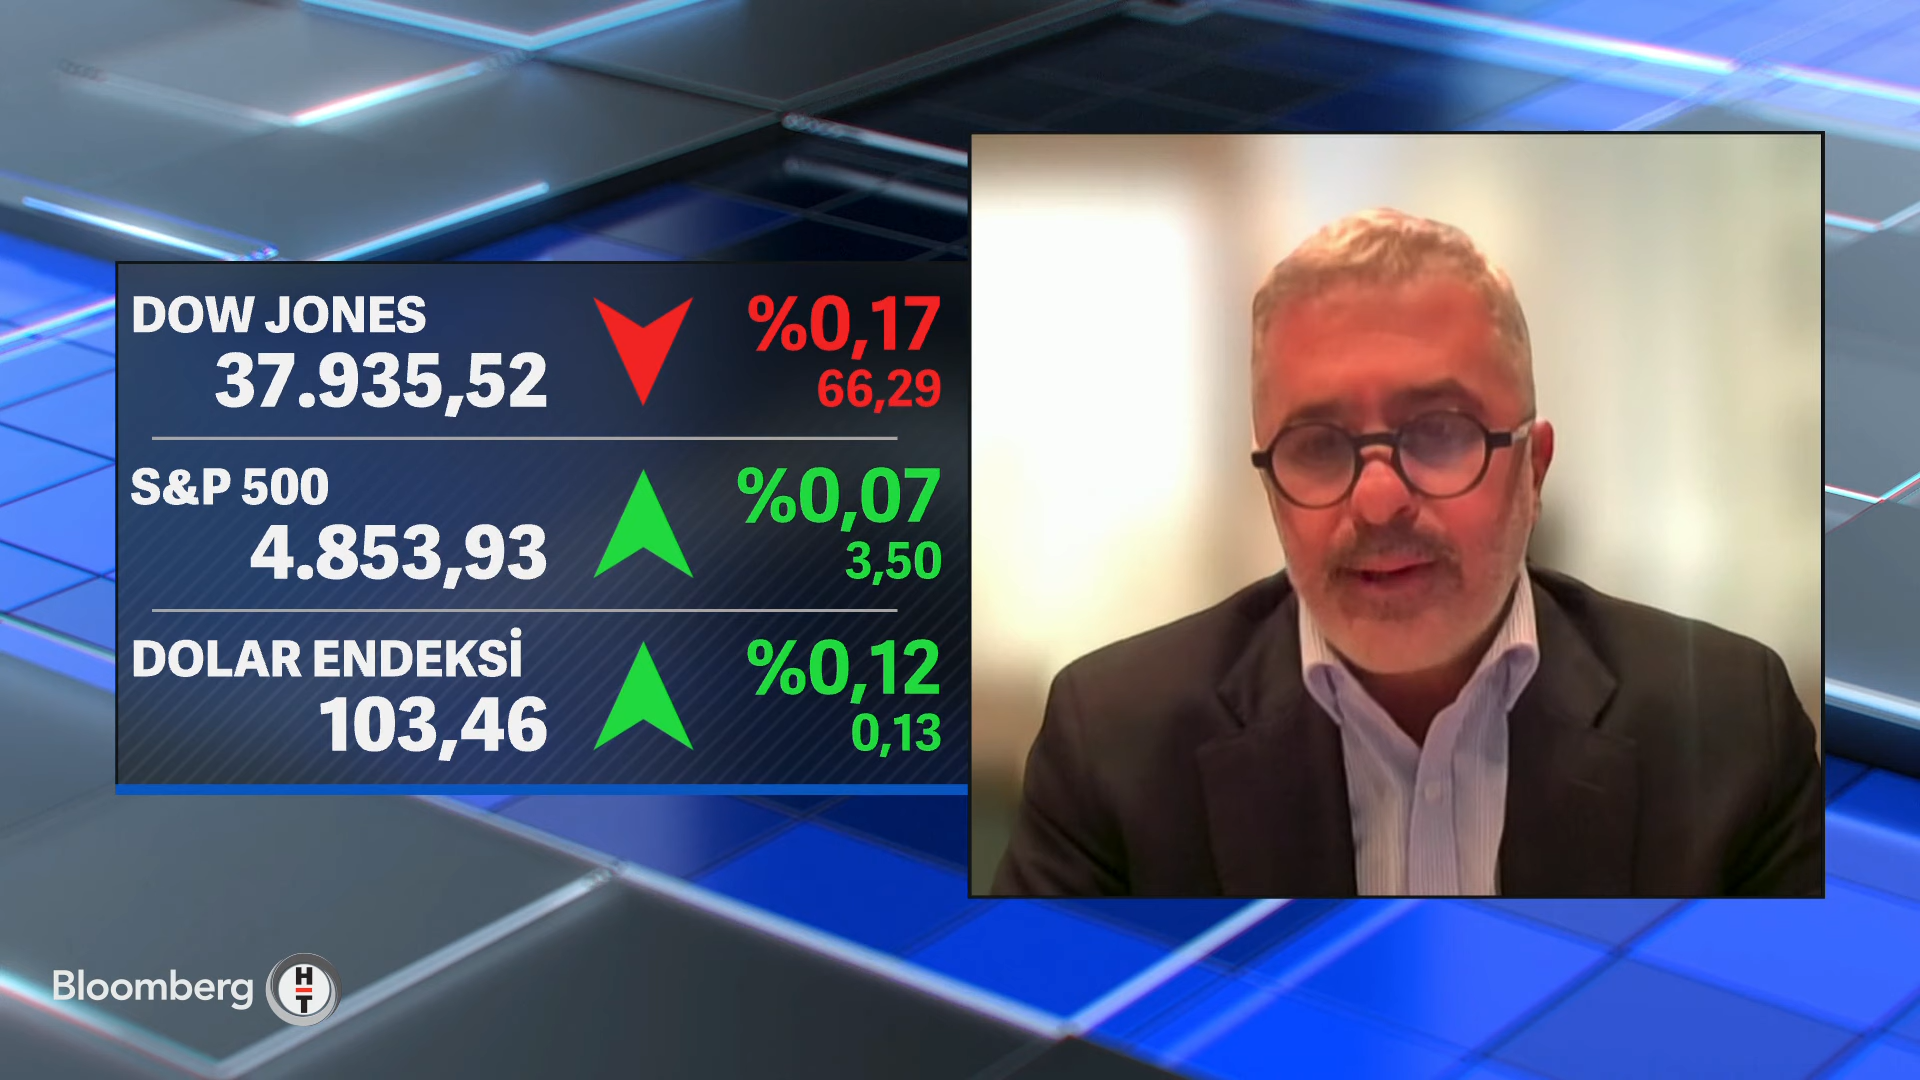 DOW JONES
37.935,52
%0,17
66,29
S&P 500
4.853,93
%0,07
3,50
DOLAR ENDEKSİ
103,46
%0,12
0,13
Bloomberg HT